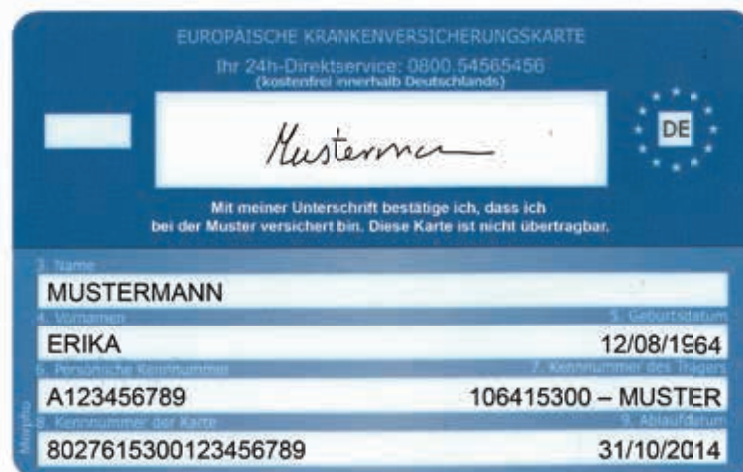 EUROPÄISCHE KRANKENVERSICHERUNGSKARTE
Ihr 24h-Direktservice: 0800.54565456
(kostenfrei innerhalb Deutschlands)
DE
Mustermann
Mit meiner Unterschrift bestätige ich, dass ich
bei der Muster versichert bin. Diese Karte ist nicht übertragbar.
3. Name
MUSTERMANN
4. Vornamen 5. Geburtsdatum
ERIKA 12/08/1964
6. Persönliche Kennnummer 7. Kennnummer des Trägers
A123456789 106415300 – MUSTER
8. Kennnummer der Karte 9. Ablaufdatum
8027615300123456789 31/10/2014
Morpho